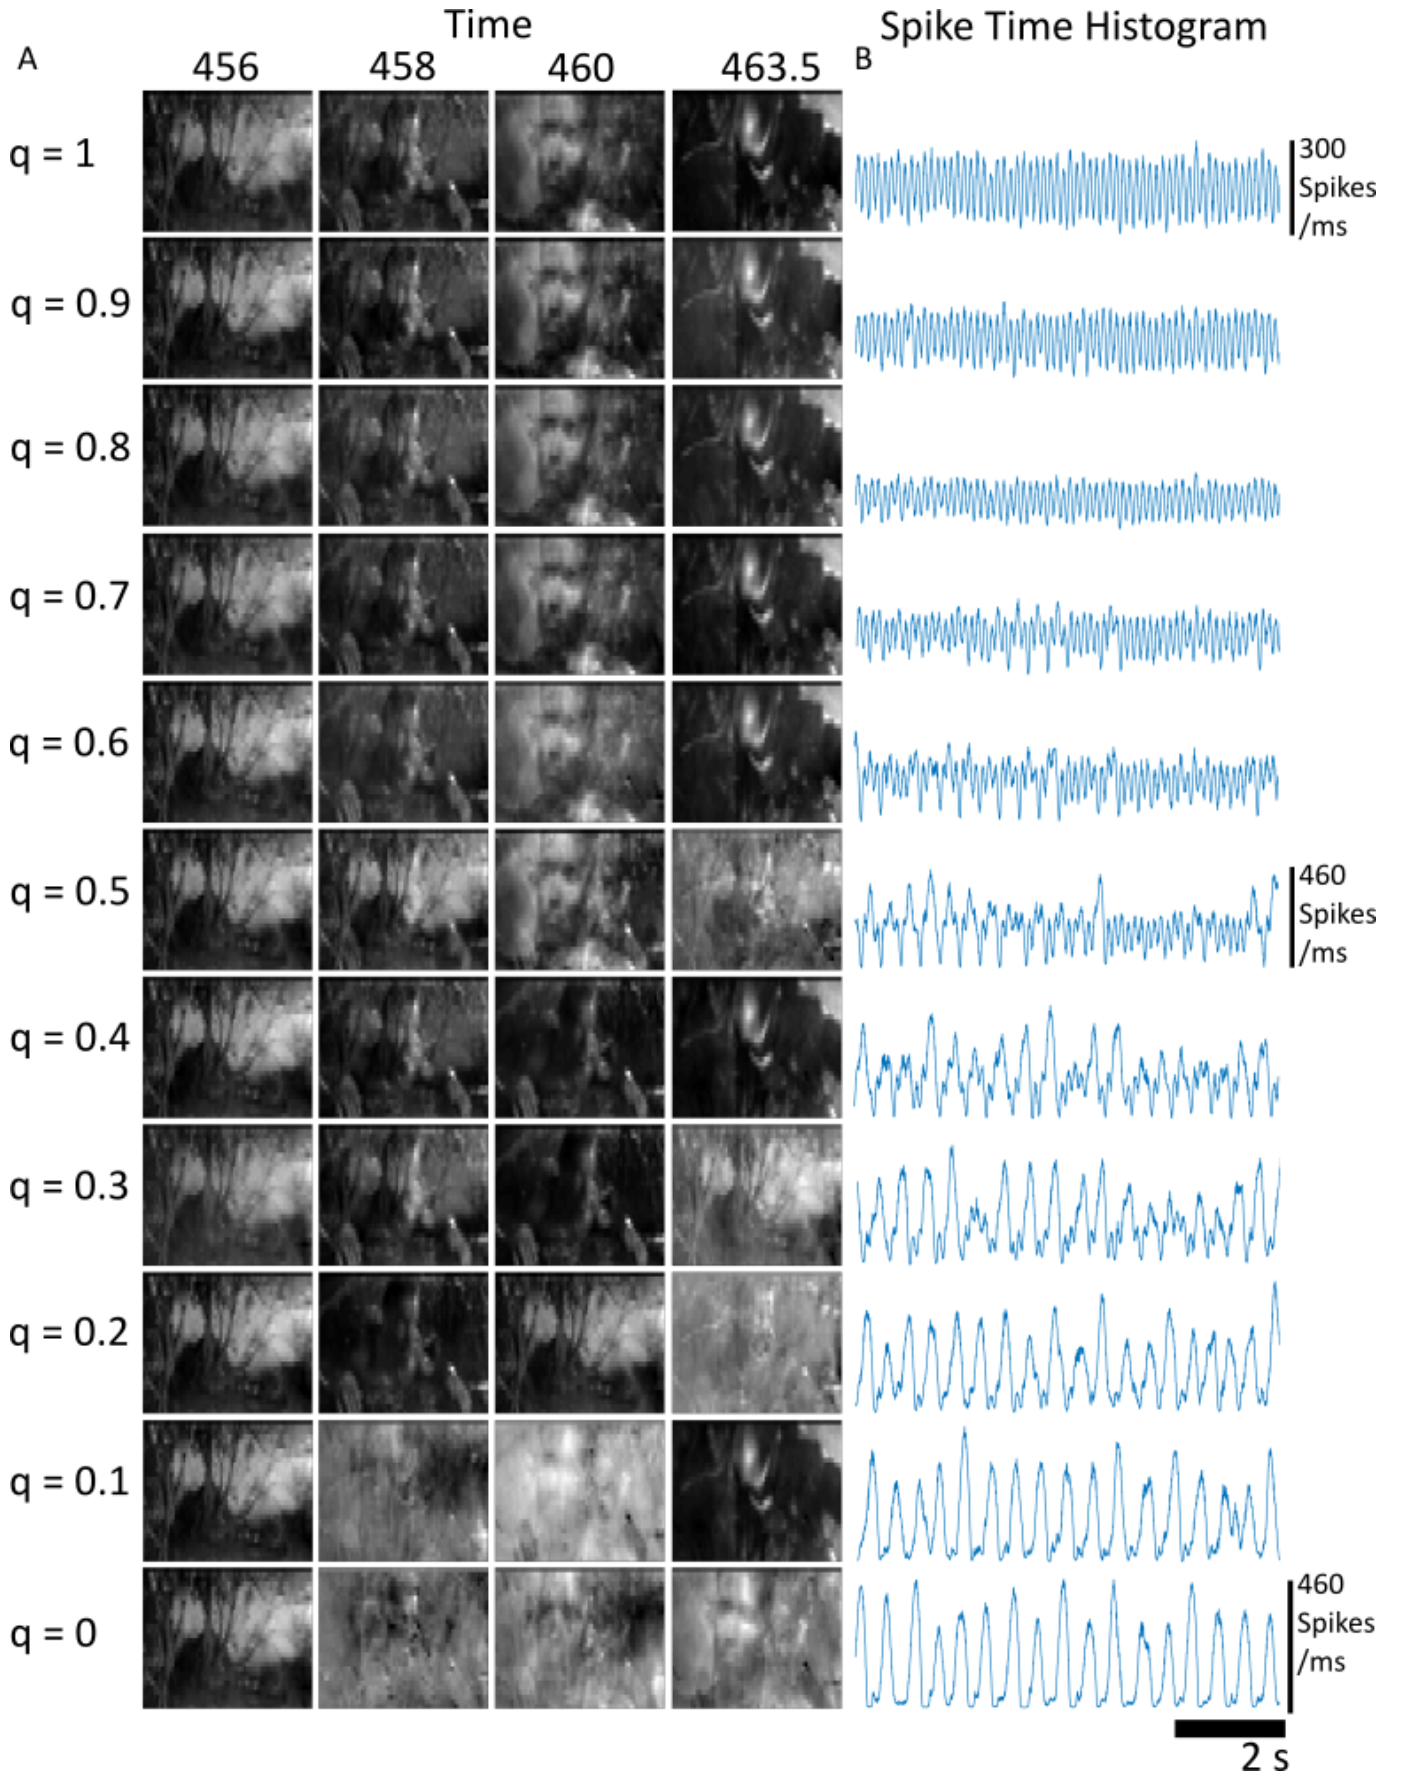 Time
Spike Time Histogram
A
456 458 460 463.5
B
q = 1
300
Spikes
/ms
q = 0.9
q = 0.8
q = 0.7
q = 0.6
q = 0.5
460
Spikes
/ms
q = 0.4
q = 0.3
q = 0.2
q = 0.1
q = 0
460
Spikes
/ms
2 s